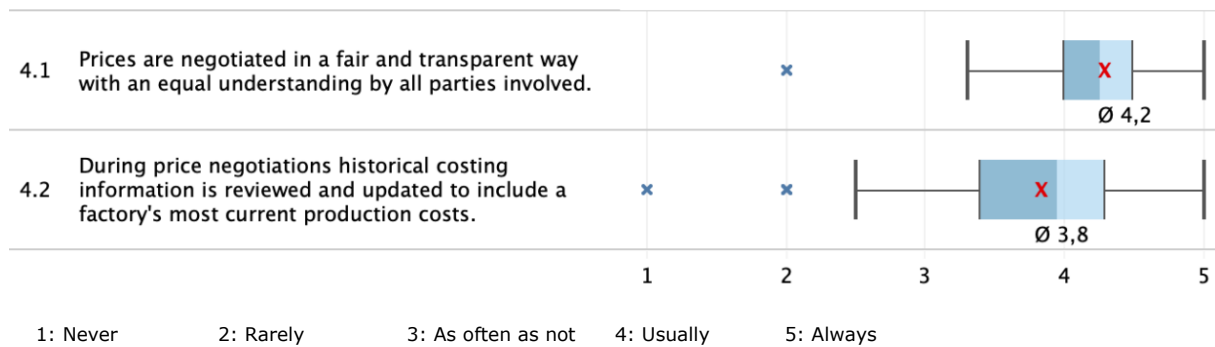 4.1 Prices are negotiated in a fair and transparent way
with an equal understanding by all parties involved.
X
Ø 4,2
4.2 During price negotiations historical costing
information is reviewed and updated to include a
factory's most current production costs.
X
Ø 3,8
1 2 3 4 5
1: Never 2: Rarely 3: As often as not 4: Usually 5: Always